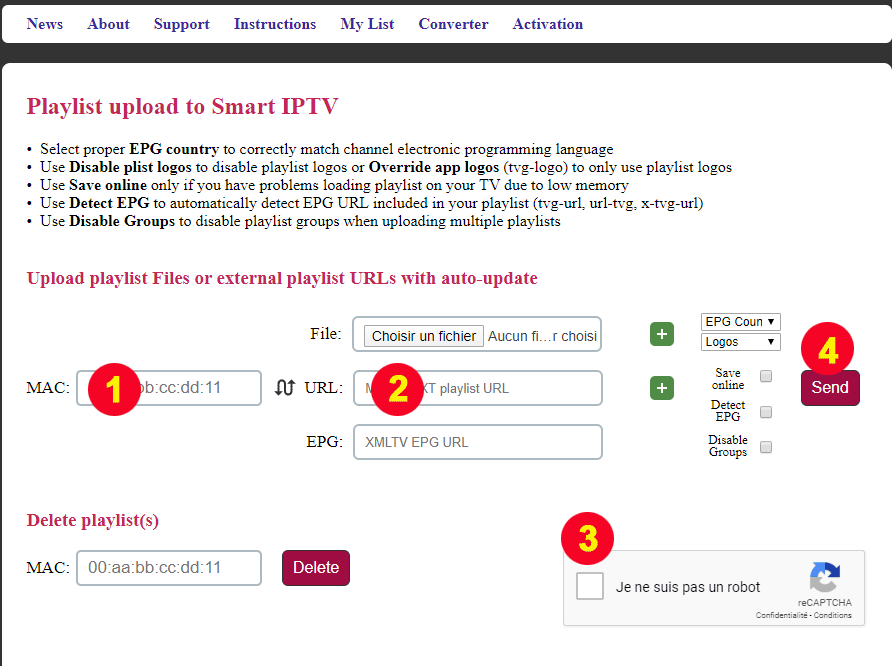 News About Support Instructions My List Converter Activation
Playlist upload to Smart IPTV
• Select proper EPG country to correctly match channel electronic programming language
• Use Disable plist logos to disable playlist logos or Override app logos (tvg-logo) to only use playlist logos
• Use Save online only if you have problems loading playlist on your TV due to low memory
• Use Detect EPG to automatically detect EPG URL included in your playlist (tvg-url, url-tvg, x-tvg-url)
• Use Disable Groups to disable playlist groups when uploading multiple playlists
Upload playlist Files or external playlist URLs with auto-update
File: Choisir un fichier Aucun fi...r choisi + EPG Coun
Logos
4
MAC: 1 bb:cc:dd:11 URL: 2 playlist URL + Save
online
Send
Detect
EPG
EPG: XMLTV EPG URL Disable
Groups
Delete playlist(s)
3
MAC: 00:aa:bb:cc:dd:11 Delete Je ne suis pas un robot
reCAPTCHA
Confidentialité - Conditions